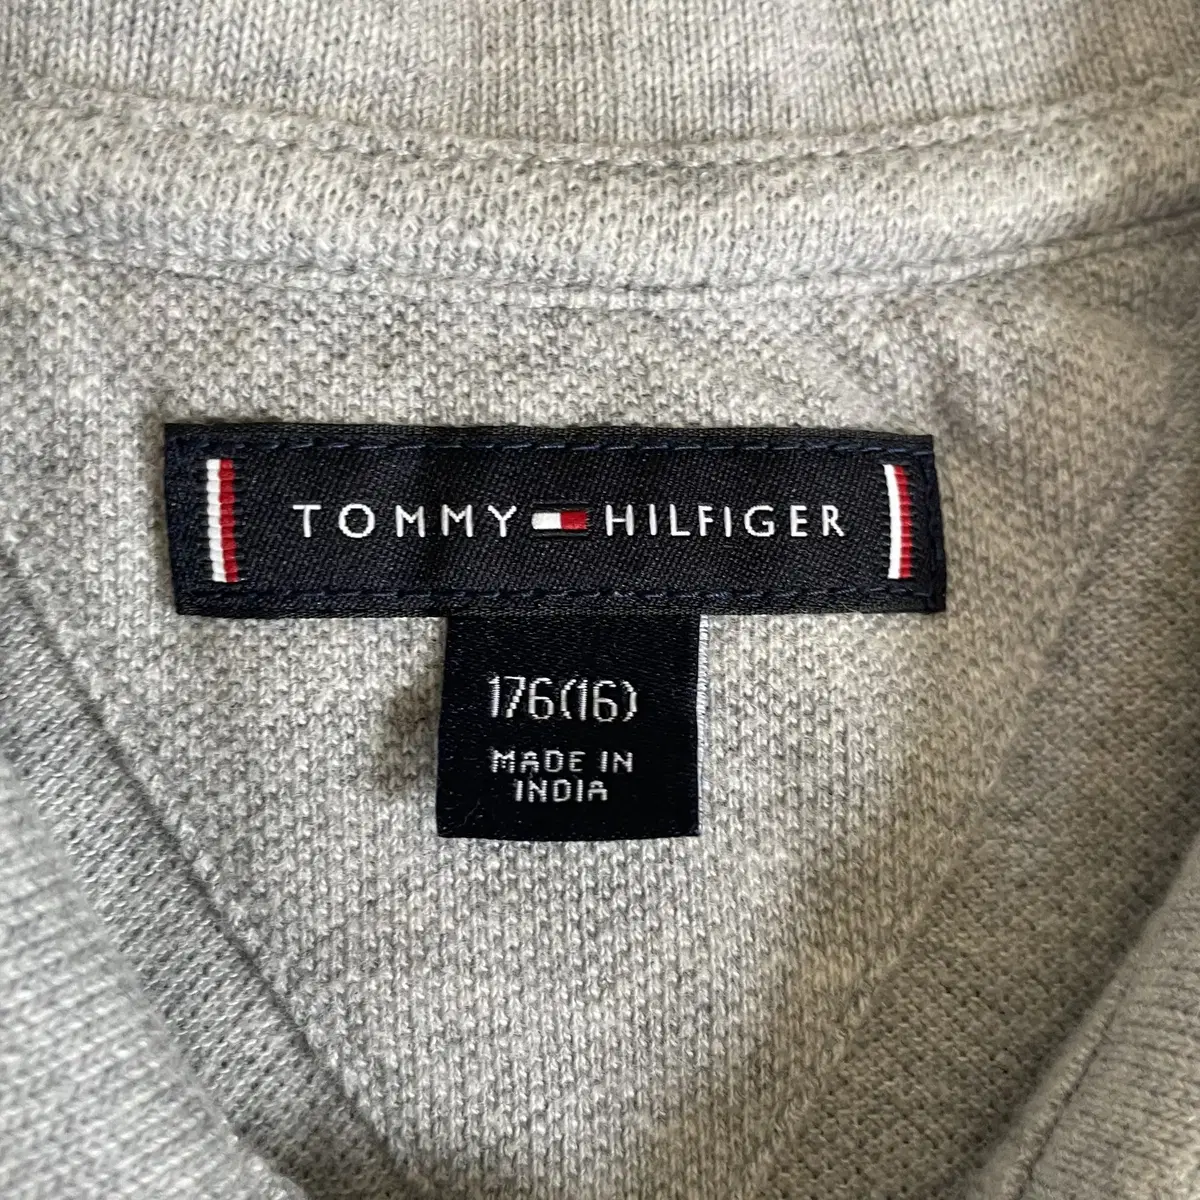 TOMMY HILFIGER
176(16)
MADE IN
INDIA